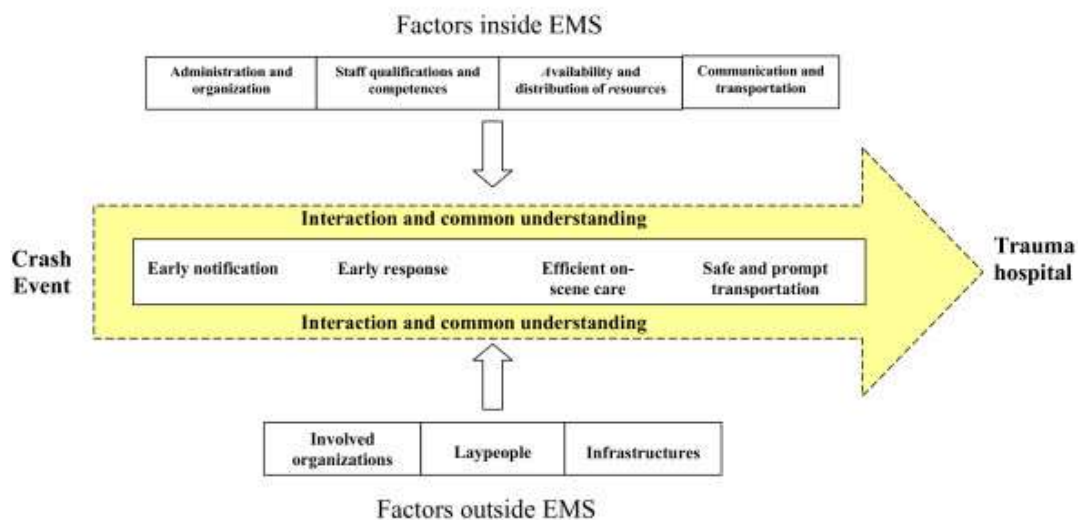 Factors inside EMS
Administration and
organization
Staff qualifications and
competences
Availability and
distribution of resources
Communication and
transportation
Interaction and common understanding
Crash
Event
Early notification
Early response
Efficient on-
scene care
Safe and prompt
transportation
Trauma
hospital
Interaction and common understanding
Involved
organizations
Laypeople
Infrastructures
Factors outside EMS